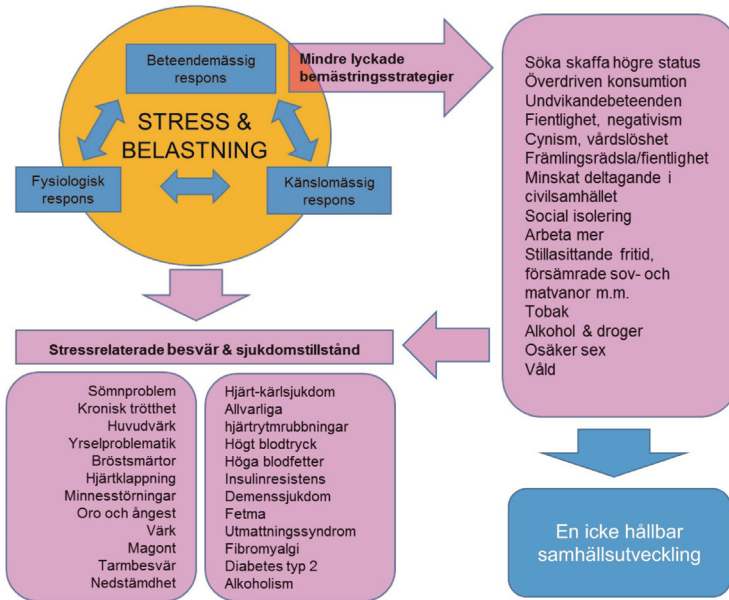 Beteendemässig
respons
STRESS &
BELASTNING
Fysiologisk
respons
Känslomässig
respons
Mindre lyckade
bemästringsstrategier
Söka skaffa högre status
Överdriven konsumtion
Undvikandebeteenden
Fientlighet, negativism
Cynism, vårdslöshet
Främlingsrädsla/fientlighet
Minskat deltagande i
civilsamhället
Social isolering
Arbeta mer
Stillasittande fritid,
försämrade sov- och
matvanor m.m.
Tobak
Alkohol & droger
Osäker sex
Våld
Stressrelaterade besvär & sjukdomstillstånd
Sömnproblem
Kronisk trötthet
Huvudvärk
Yrselproblematik
Bröstsmärtor
Hjärtklappning
Minnesstörningar
Oro och ångest
Värk
Magont
Tarmbesvär
Nedstämdhet
Hjärt-kärlsjukdom
Allvarliga
hjärtrytmrubbningar
Högt blodtryck
Höga blodfetter
Insulinresistens
Demenssjukdom
Fetma
Utmattningssyndrom
Fibromyalgi
Diabetes typ 2
Alkoholism
En icke hållbar
samhällsutveckling